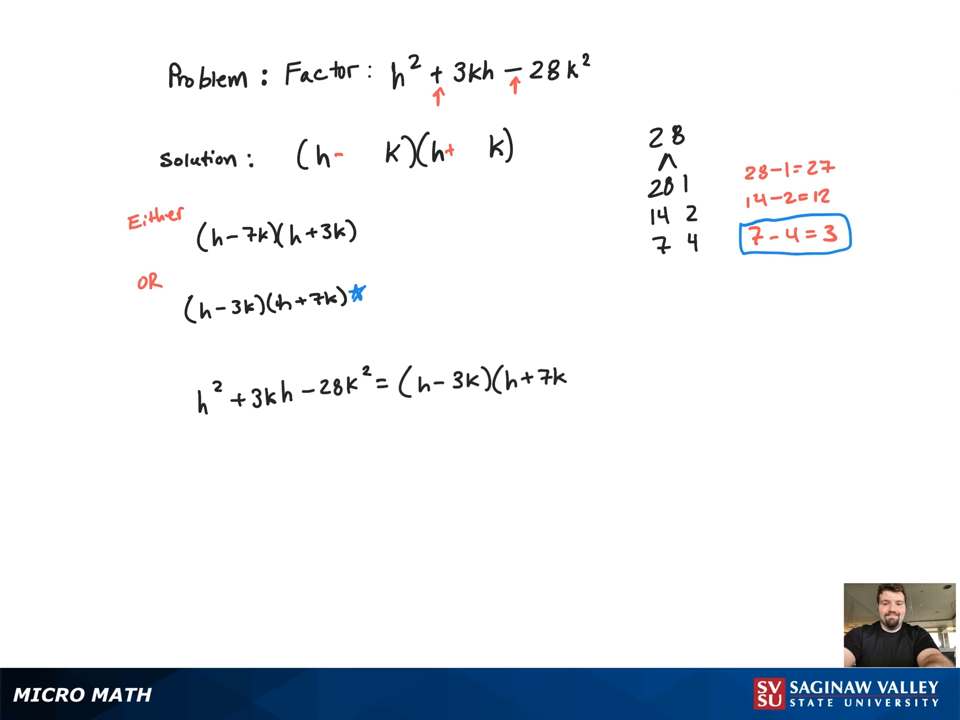 Problem : Factor : h² + 3kh − 28k²
↑ ↑
Solution : (h − k)(h + k)
28
28 1
14 2
7 4
28 − 1 = 27
14 − 2 = 12
7 − 4 = 3
Either
(h − 7k)(h + 3k)
OR
(h − 3k)(h + 7k)
h² + 3kh − 28k² = (h − 3k)(h + 7k
MICRO MATH
SV
SU
SAGINAW VALLEY
STATE UNIVERSITY